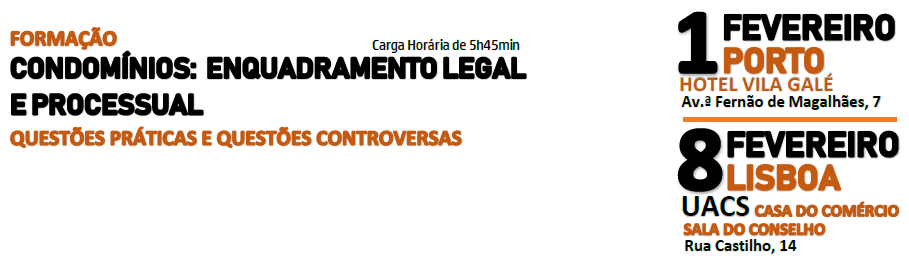 FORMAÇÃO
Carga Horária de 5h45min
CONDOMÍNIOS: ENQUADRAMENTO LEGAL
E PROCESSUAL
QUESTÕES PRÁTICAS E QUESTÕES CONTROVERSAS
1 FEVEREIRO
PORTO
HOTEL VILA GALÉ
Av.ª Fernão de Magalhães, 7
8 FEVEREIRO
LISBOA
UACS CASA DO COMÉRCIO
SALA DO CONSELHO
Rua Castilho, 14